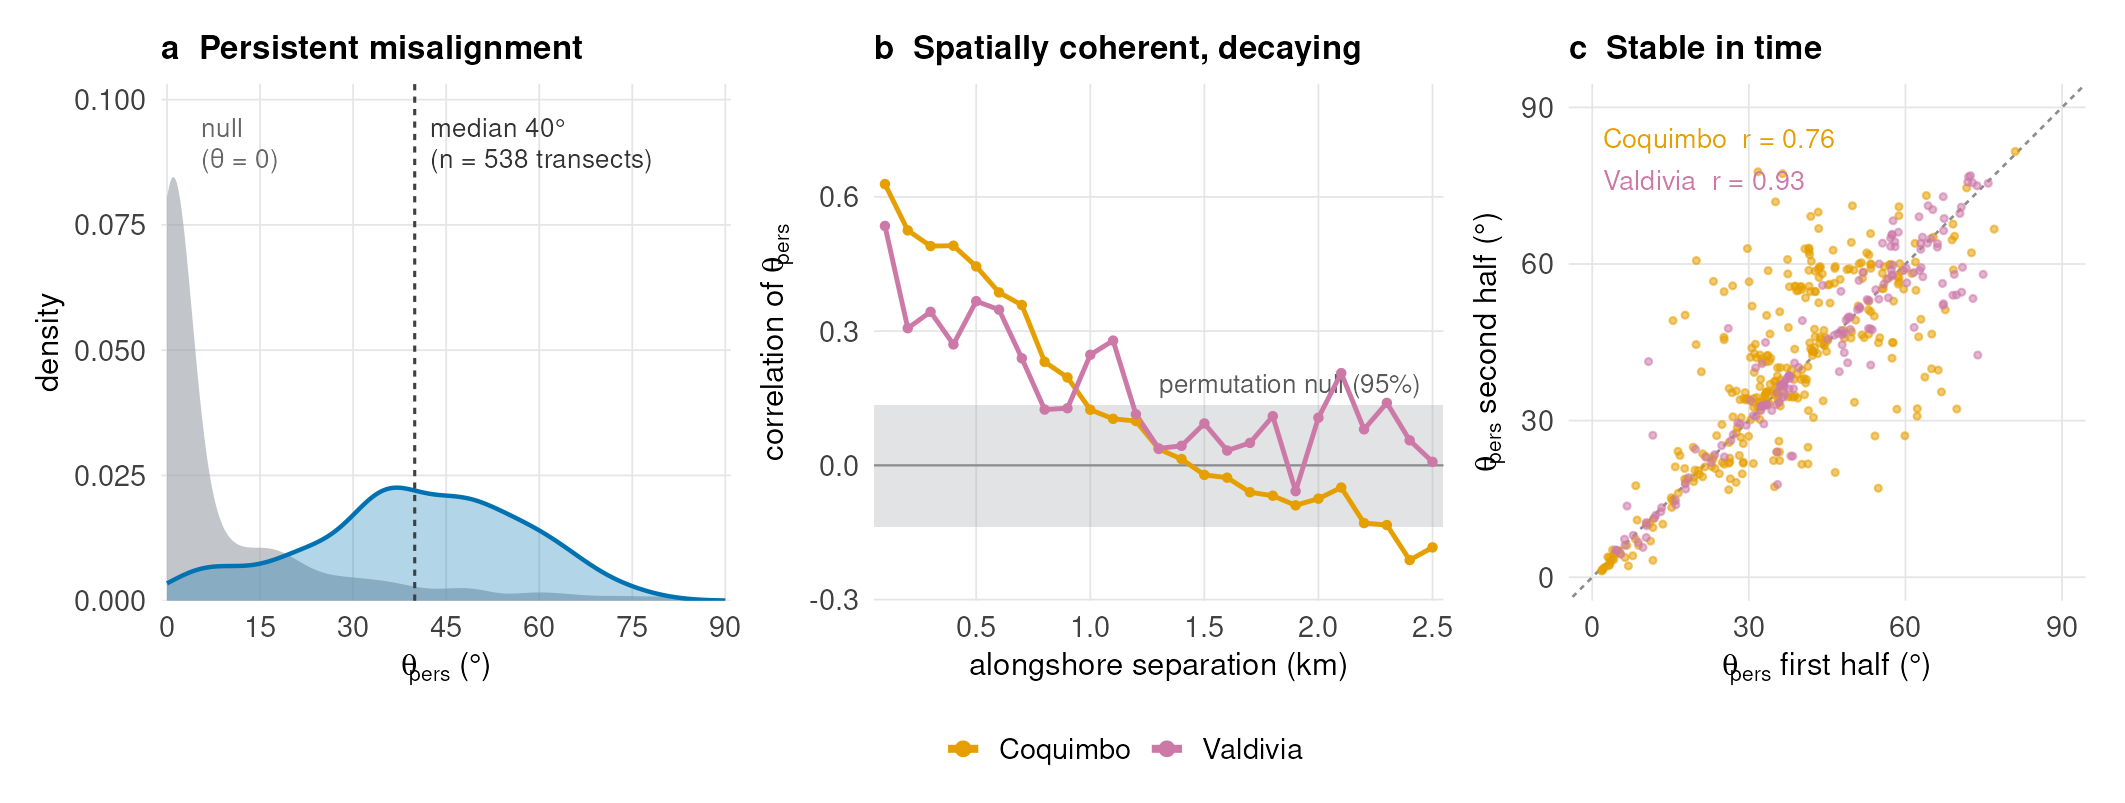 a Persistent misalignment
0.100
0.075
0.050
0.025
0.000
density
null
(θ = 0)
median 40°
(n = 538 transects)
0 15 30 45 60 75 90
θpers (°)
b Spatially coherent, decaying
0.6
0.3
0.0
-0.3
correlation of θpers
permutation null (95%)
0.5 1.0 1.5 2.0 2.5
alongshore separation (km)
c Stable in time
90
60
30
0
θpers second half (°)
Coquimbo r = 0.76
Valdivia r = 0.93
0 30 60 90
θpers first half (°)
Coquimbo Valdivia